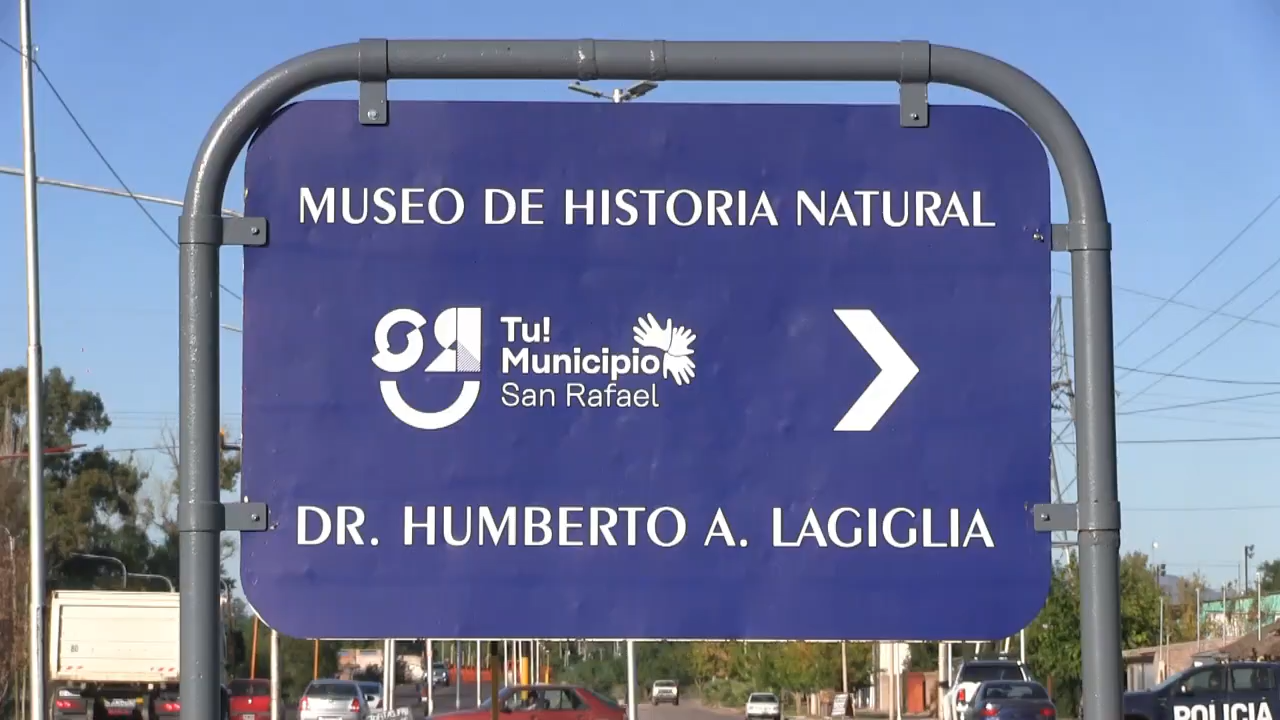 MUSEO DE HISTORIA NATURAL
Tu!
Municipio
San Rafael
DR. HUMBERTO A. LAGIGLIA
POLICIA